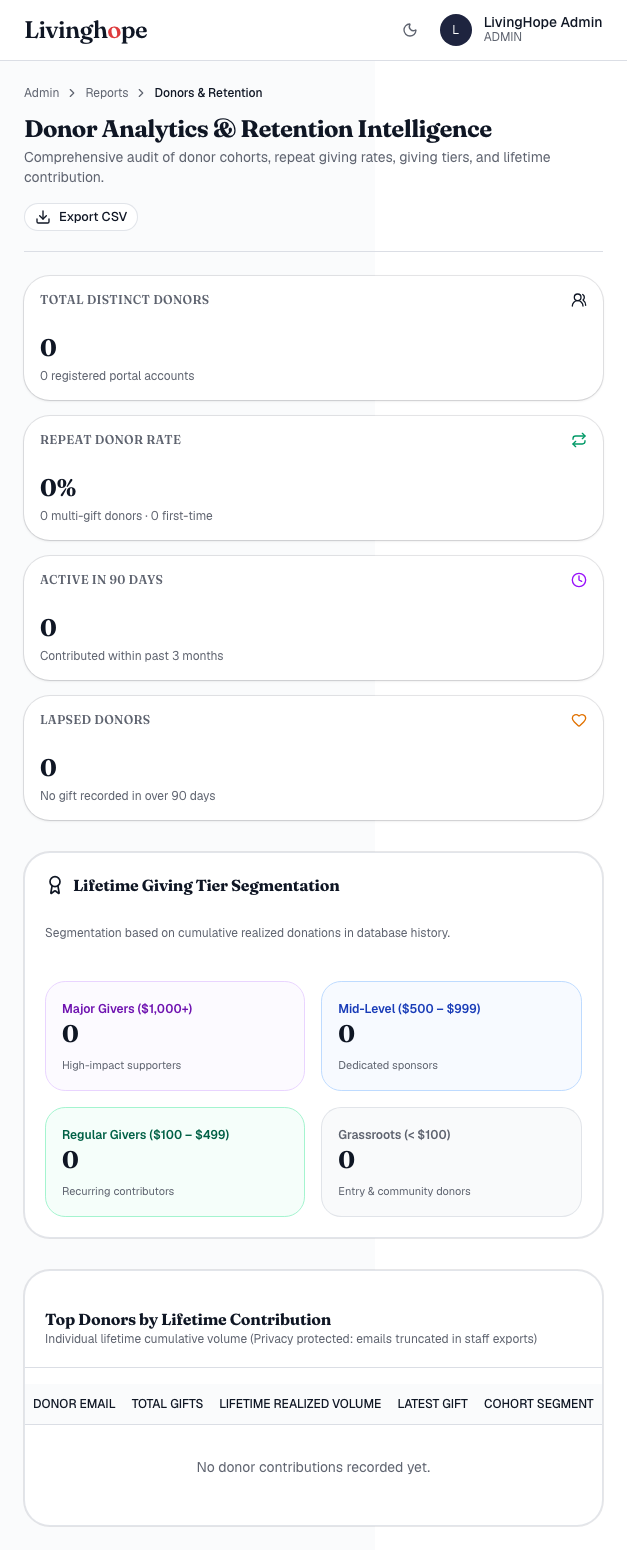 Livinghope
L
LivingHope Admin
ADMIN
Admin > Reports > Donors & Retention
Donor Analytics & Retention Intelligence
Comprehensive audit of donor cohorts, repeat giving rates, giving tiers, and lifetime
contribution.
Export CSV
TOTAL DISTINCT DONORS
0
0 registered portal accounts
REPEAT DONOR RATE
0%
0 multi-gift donors · 0 first-time
ACTIVE IN 90 DAYS
0
Contributed within past 3 months
LAPSED DONORS
0
No gift recorded in over 90 days
Lifetime Giving Tier Segmentation
Segmentation based on cumulative realized donations in database history.
Major Givers ($1,000+)
0
High-impact supporters
Mid-Level ($500 – $999)
0
Dedicated sponsors
Regular Givers ($100 – $499)
0
Recurring contributors
Grassroots (< $100)
0
Entry & community donors
Top Donors by Lifetime Contribution
Individual lifetime cumulative volume (Privacy protected: emails truncated in staff exports)
DONOR EMAIL TOTAL GIFTS LIFETIME REALIZED VOLUME LATEST GIFT COHORT SEGMENT
No donor contributions recorded yet.